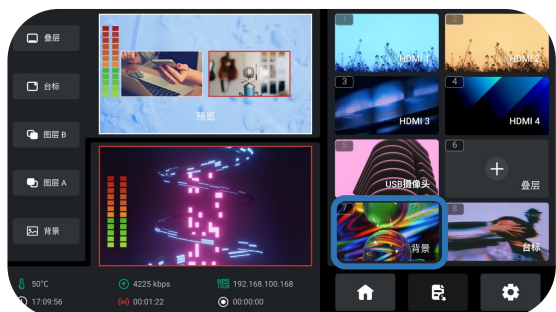 叠层
台标
图层 B
图层 A
背景
预览
50°C
4225 kbps
192.168.100.168
17:09:56
00:01:22
00:00:00
1
HDMI 1
2
HDMI 2
3
HDMI 3
4
HDMI 4
5
USB摄像头
6
叠层
7
背景
8
台标